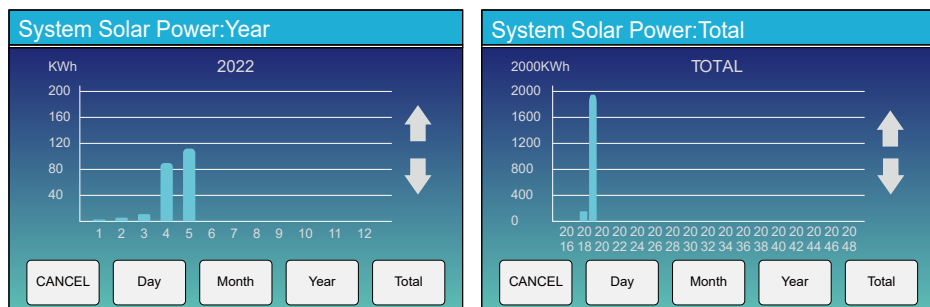 System Solar Power:Year
KWh 2022
200
160
120
80
40
1 2 3 4 5 6 7 8 9 10 11 12
CANCEL Day Month Year Total
System Solar Power:Total
2000KWh TOTAL
2000
1600
1200
800
400
0
20 20 20 20 20 20 20 20 20 20 20 20 20 20 20 20 20
16 18 20 22 24 26 28 30 32 34 36 38 40 42 44 46 48
CANCEL Day Month Year Total